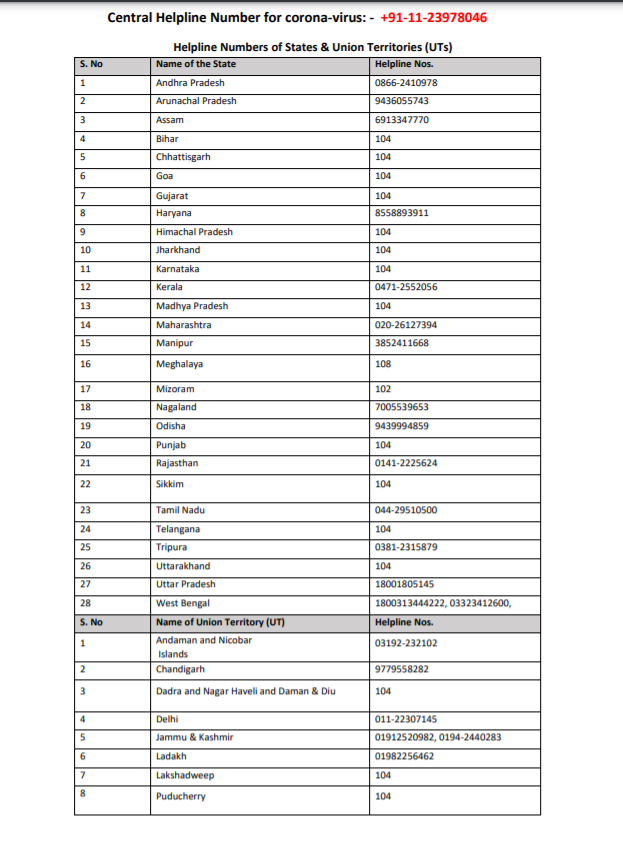 Central Helpline Number for corona-virus: - +91-11-23978046
Helpline Numbers of States & Union Territories (UTs)
S. No Name of the State Helpline Nos.
1 Andhra Pradesh 0866-2410978
2 Arunachal Pradesh 9436055743
3 Assam 6913347770
4 Bihar 104
5 Chhattisgarh 104
6 Goa 104
7 Gujarat 104
8 Haryana 8558893911
9 Himachal Pradesh 104
10 Jharkhand 104
11 Karnataka 104
12 Kerala 0471-2552056
13 Madhya Pradesh 104
14 Maharashtra 020-26127394
15 Manipur 3852411668
16 Meghalaya 108
17 Mizoram 102
18 Nagaland 7005539653
19 Odisha 9439994859
20 Punjab 104
21 Rajasthan 0141-2225624
22 Sikkim 104
23 Tamil Nadu 044-29510500
24 Telangana 104
25 Tripura 0381-2315879
26 Uttarakhand 104
27 Uttar Pradesh 18001805145
28 West Bengal 1800313444222, 03323412600,
S. No Name of Union Territory (UT) Helpline Nos.
1 Andaman and Nicobar 03192-232102
Islands
2 Chandigarh 9779558282
3 Dadra and Nagar Haveli and Daman & Diu 104
4 Delhi 011-22307145
5 Jammu & Kashmir 01912520982, 0194-2440283
6 Ladakh 01982256462
7 Lakshadweep 104
8 Puducherry 104